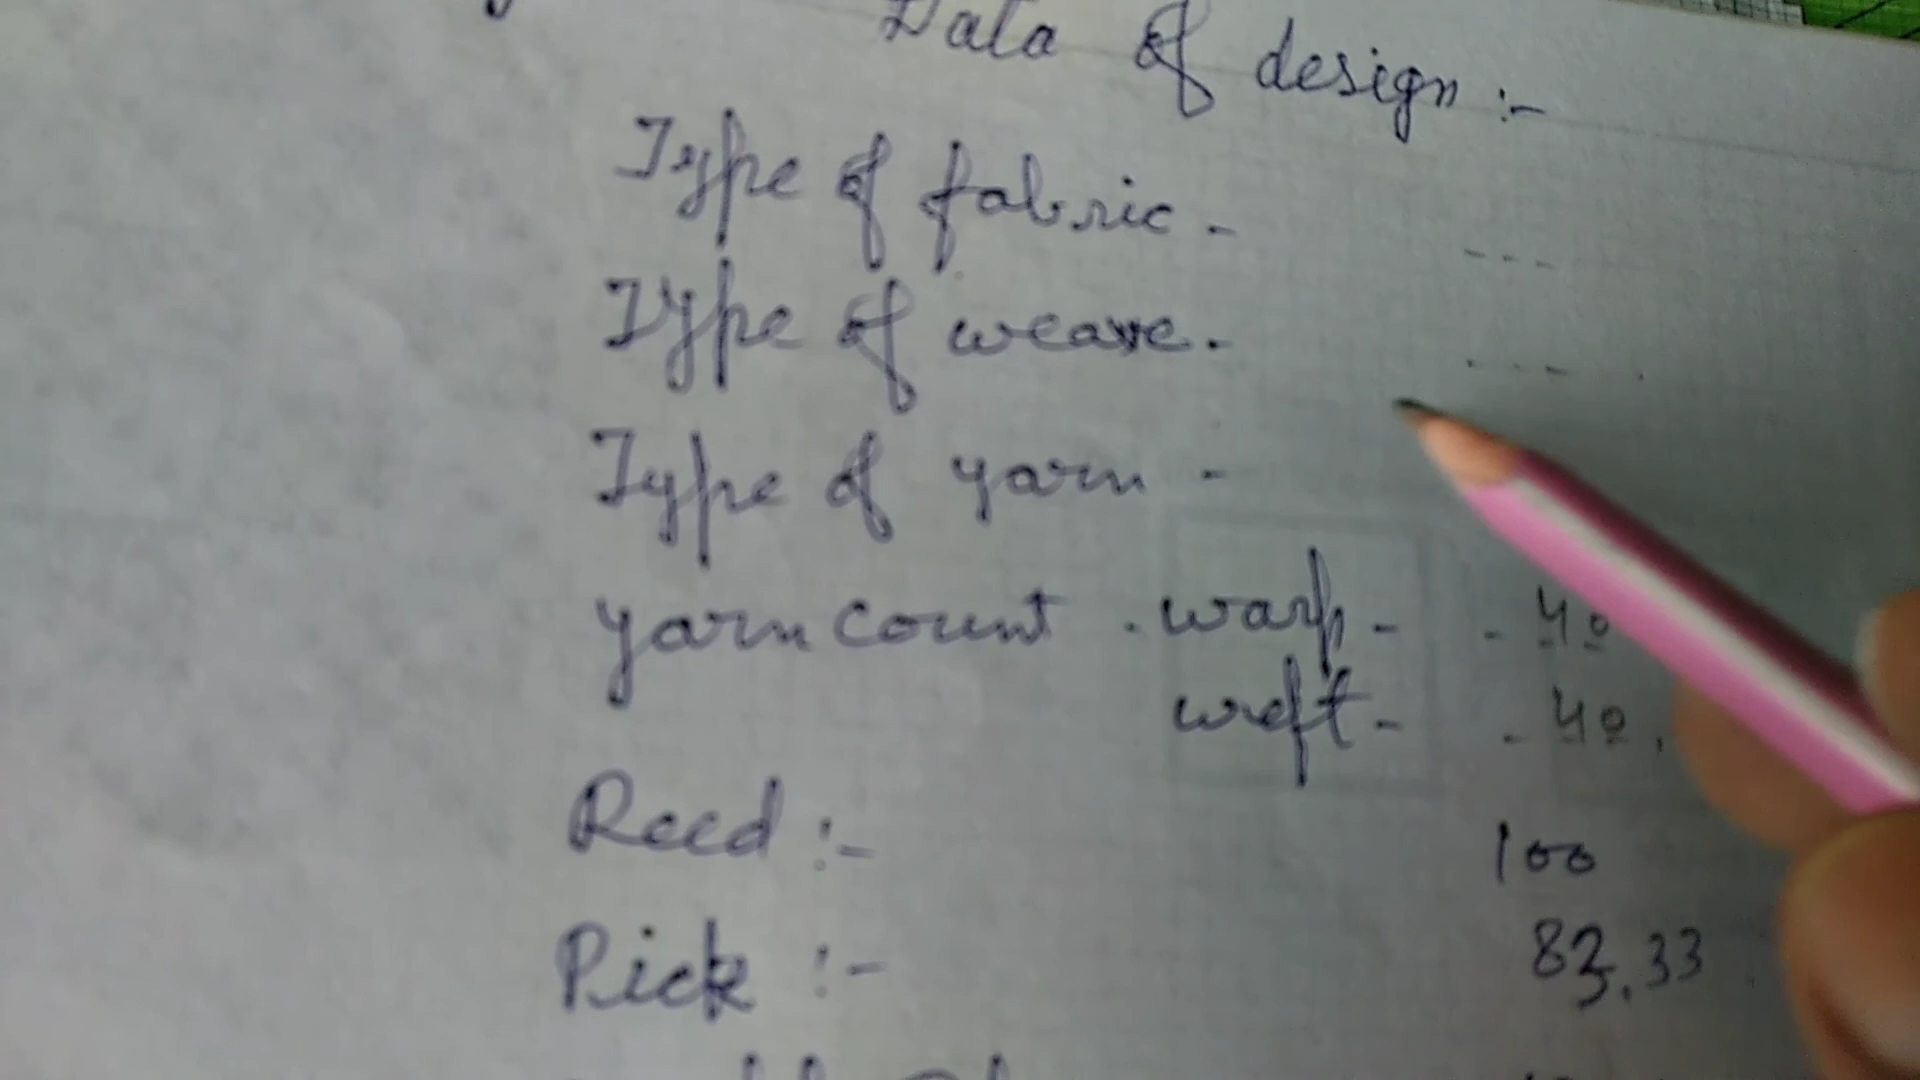 Data of design :-
Type of fabric - ---
Type of weave. ----.
Type of yarn -
yarn count . warp - - 40
weft - - 40.
Reed :- 100
Pick :- 83.33